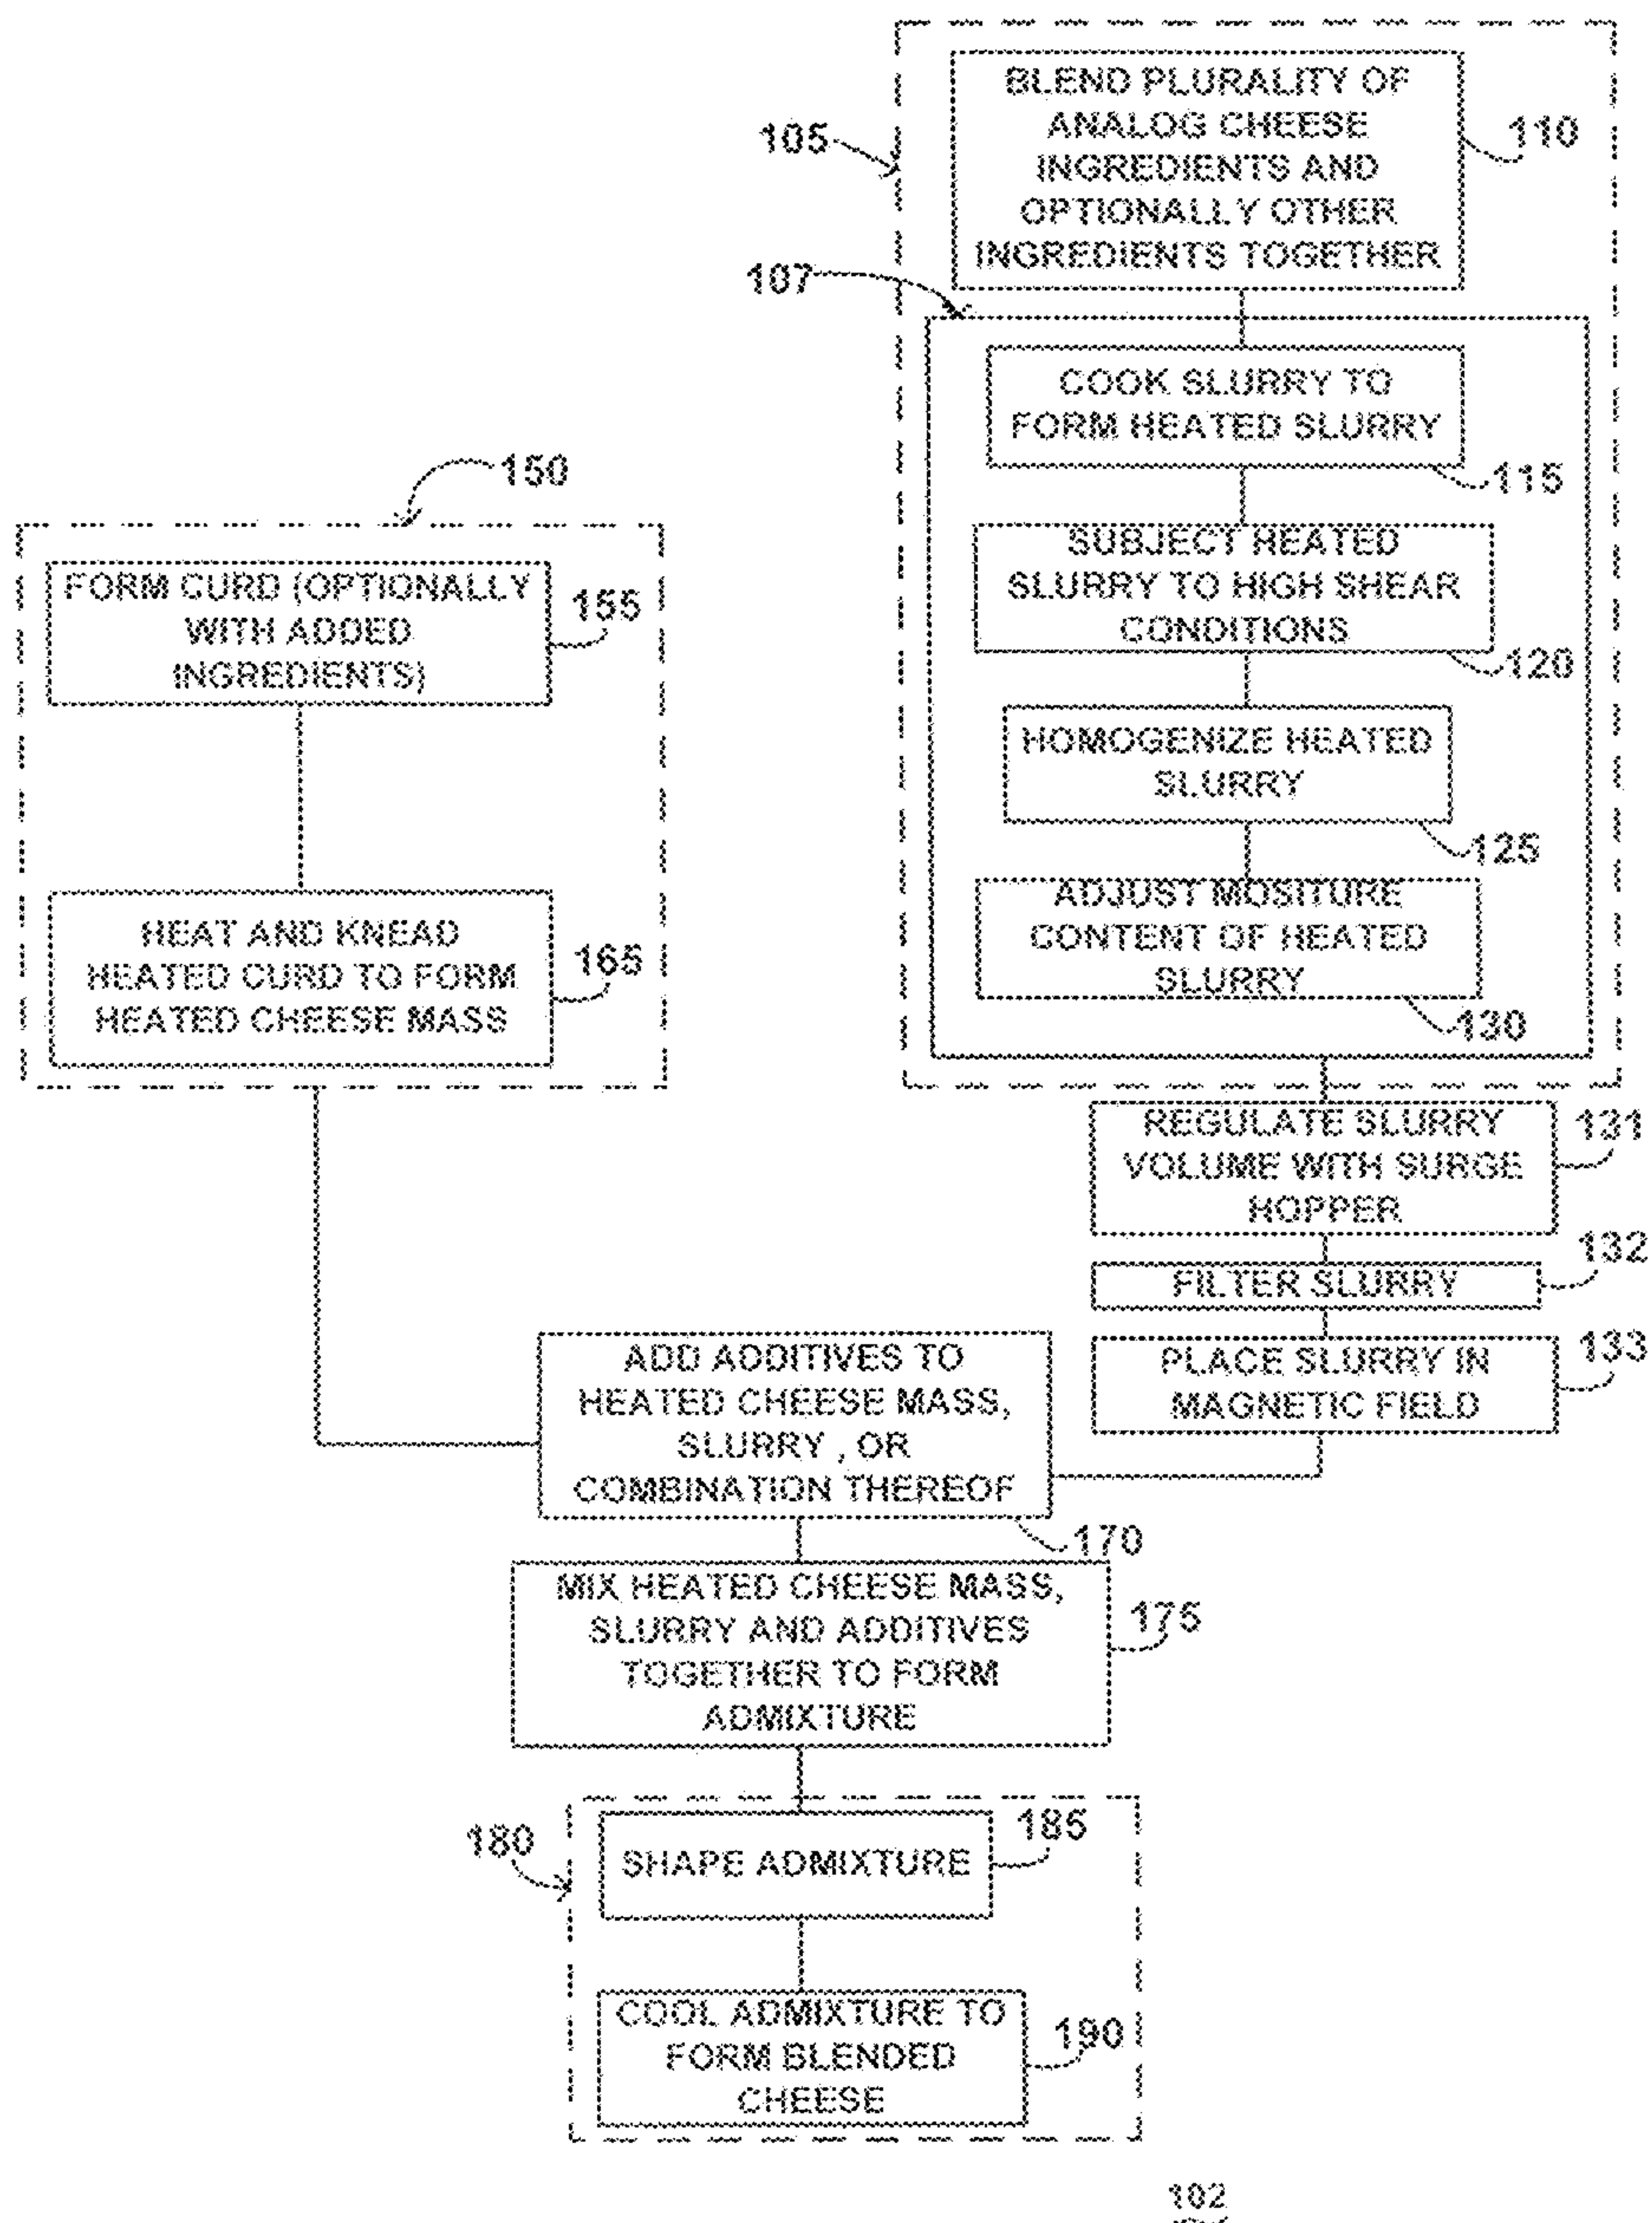 105
BLEND PLURALITY OF
ANALOG CHEESE
INGREDIENTS AND
OPTIONALLY OTHER
INGREDIENTS TOGETHER
110
107
COOK SLURRY TO
FORM HEATED SLURRY
115
SUBJECT HEATED
SLURRY TO HIGH SHEAR
CONDITIONS
120
HOMOGENIZE HEATED
SLURRY
125
ADJUST MOSITURE
CONTENT OF HEATED
SLURRY
130
150
FORM CURD (OPTIONALLY
WITH ADDED
INGREDIENTS)
155
HEAT AND KNEAD
HEATED CURD TO FORM
HEATED CHEESE MASS
165
REGULATE SLURRY
VOLUME WITH SURGE
HOPPER
131
FILTER SLURRY
132
PLACE SLURRY IN
MAGNETIC FIELD
133
ADD ADDITIVES TO
HEATED CHEESE MASS,
SLURRY , OR
COMBINATION THEREOF
170
MIX HEATED CHEESE MASS,
SLURRY AND ADDITIVES
TOGETHER TO FORM
ADMIXTURE
175
180
SHAPE ADMIXTURE
185
COOL ADMIXTURE TO
FORM BLENDED
CHEESE
190
102